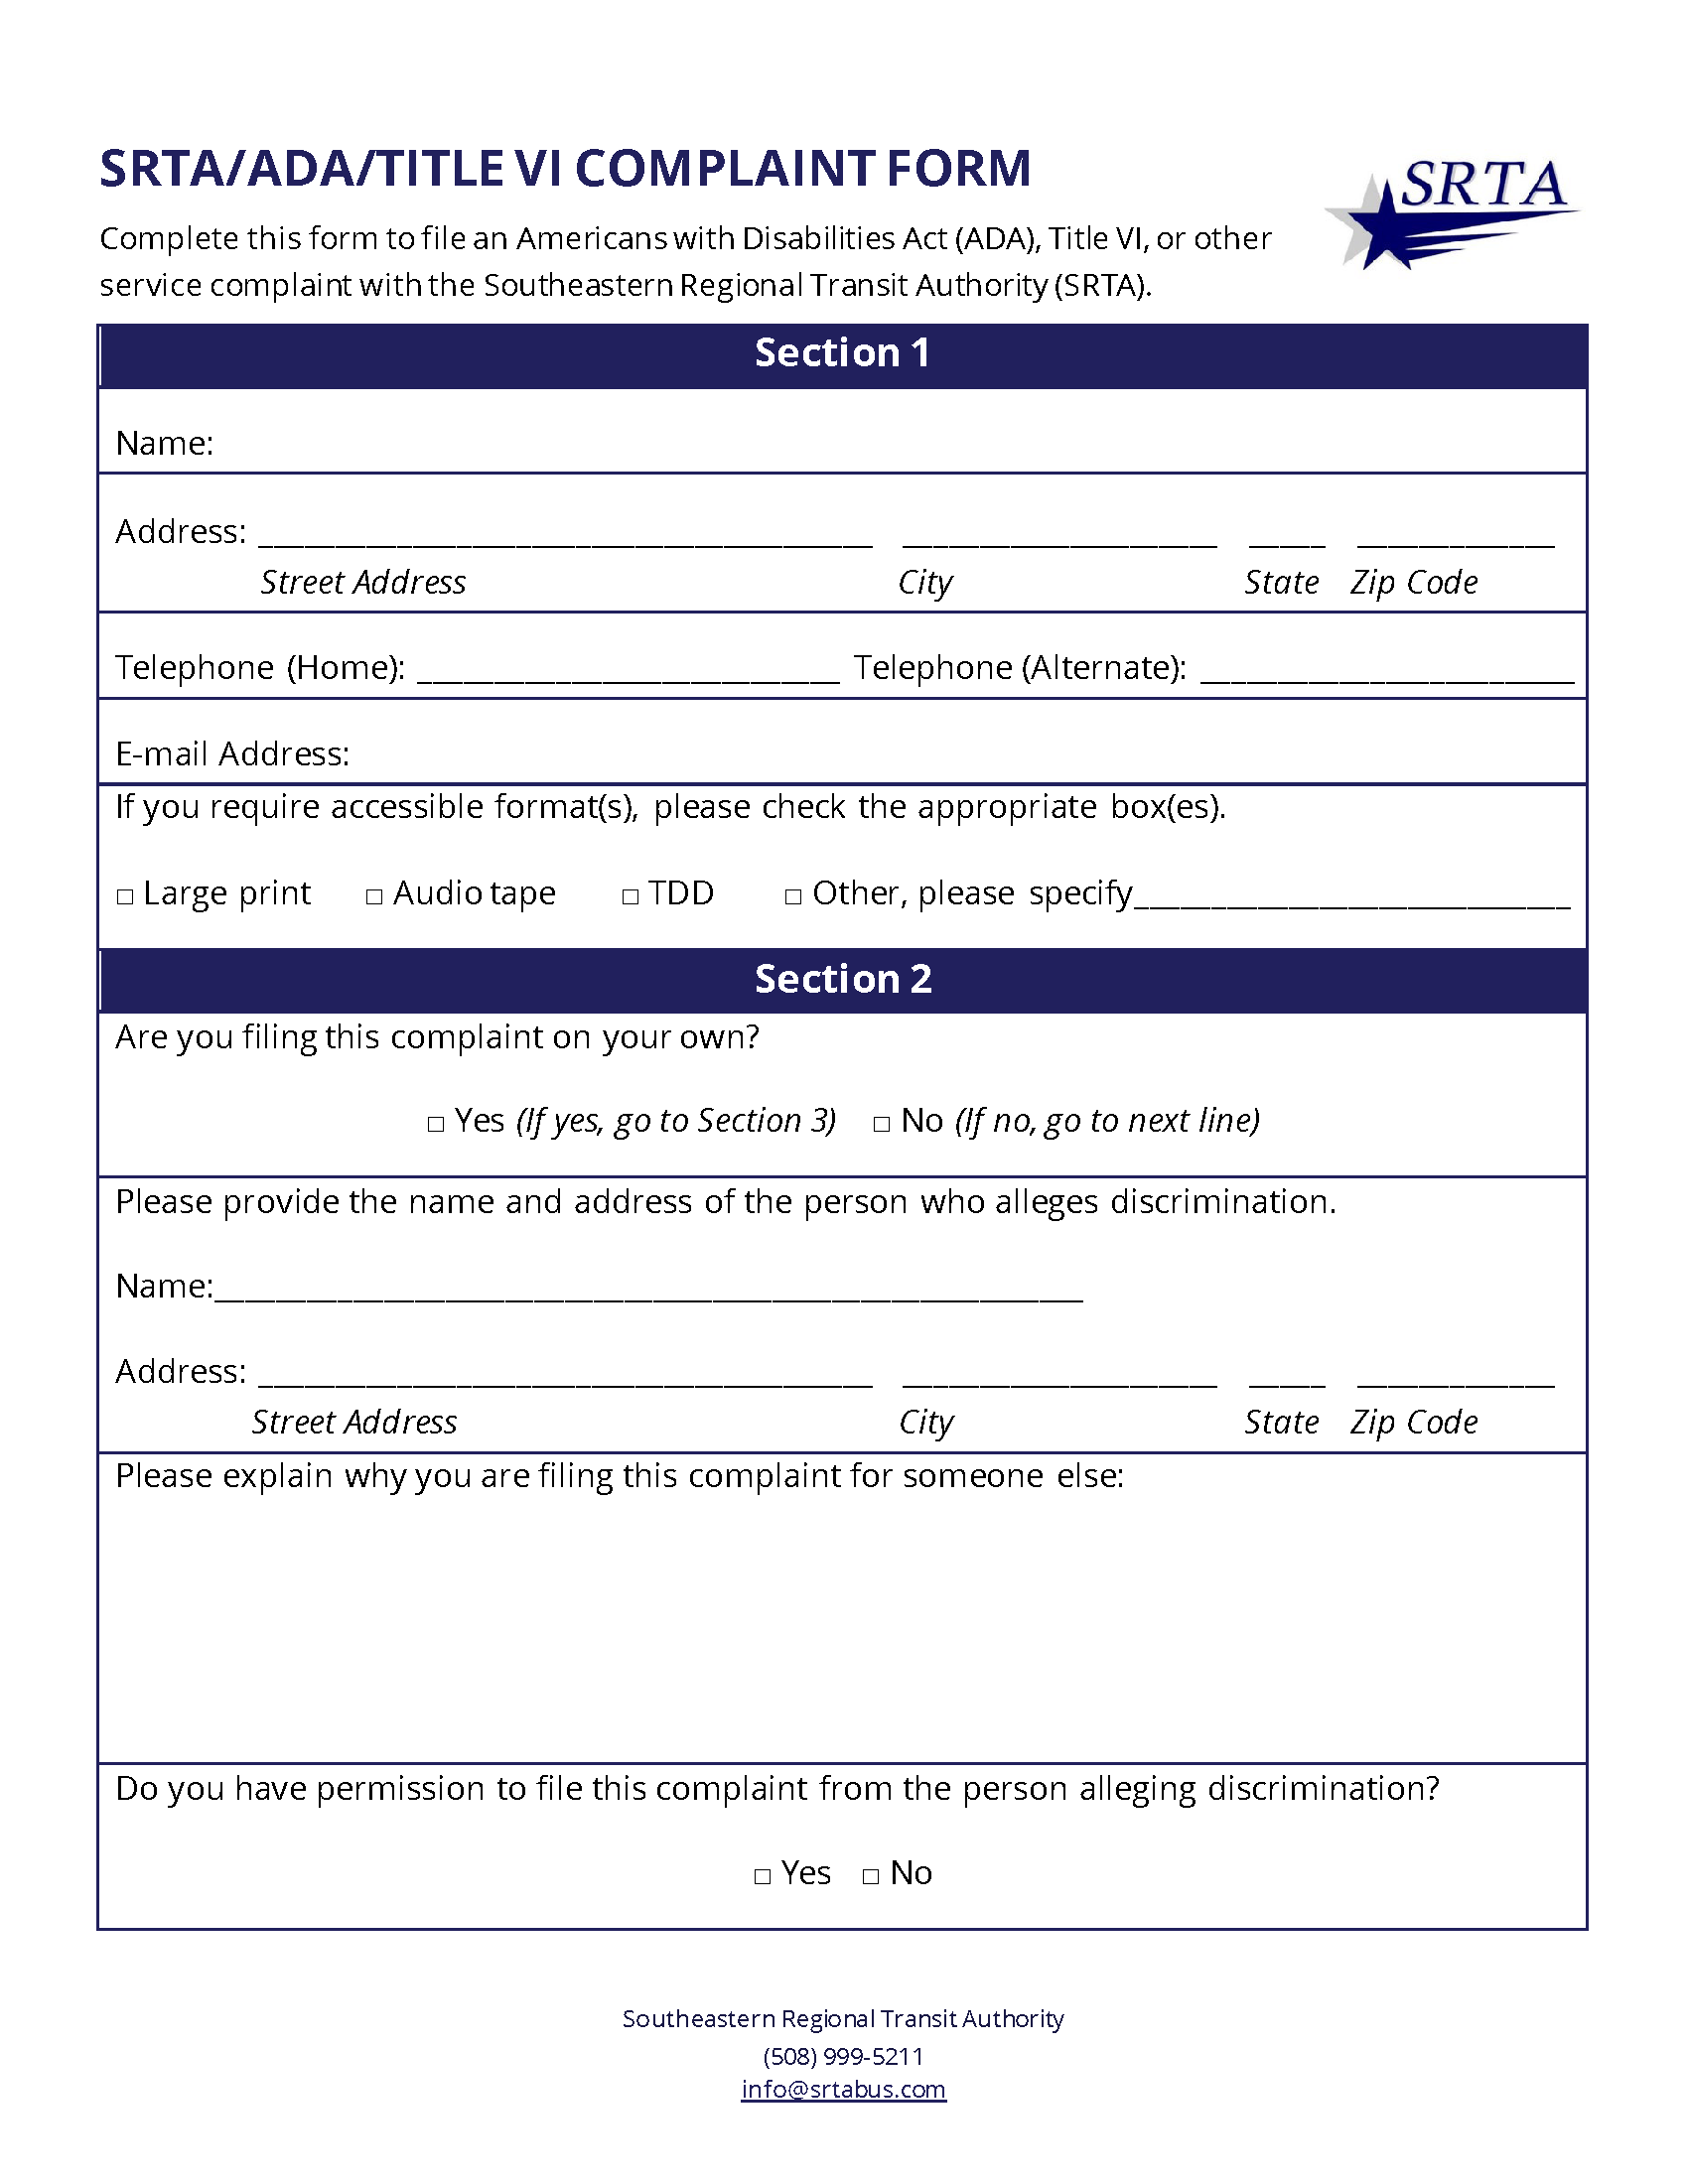 SRTA/ADA/TITLE VI COMPLAINT FORM
SRTA
Complete this form to file an Americans with Disabilities Act (ADA), Title VI, or other
service complaint with the Southeastern Regional Transit Authority (SRTA).
Section 1
Name:
Address: ________________________________________ ____________________ _____ _____________
Street Address City State Zip Code
Telephone (Home): ____________________________ Telephone (Alternate): _________________________
E-mail Address:
If you require accessible format(s), please check the appropriate box(es).
□ Large print □ Audio tape □ TDD □ Other, please specify_____________________________
Section 2
Are you filing this complaint on your own?
□ Yes (If yes, go to Section 3) □ No (If no, go to next line)
Please provide the name and address of the person who alleges discrimination.
Name:__________________________________________________________
Address: ________________________________________ ____________________ _____ _____________
Street Address City State Zip Code
Please explain why you are filing this complaint for someone else:
Do you have permission to file this complaint from the person alleging discrimination?
□ Yes □ No
Southeastern Regional Transit Authority
(508) 999-5211
info@srtabus.com